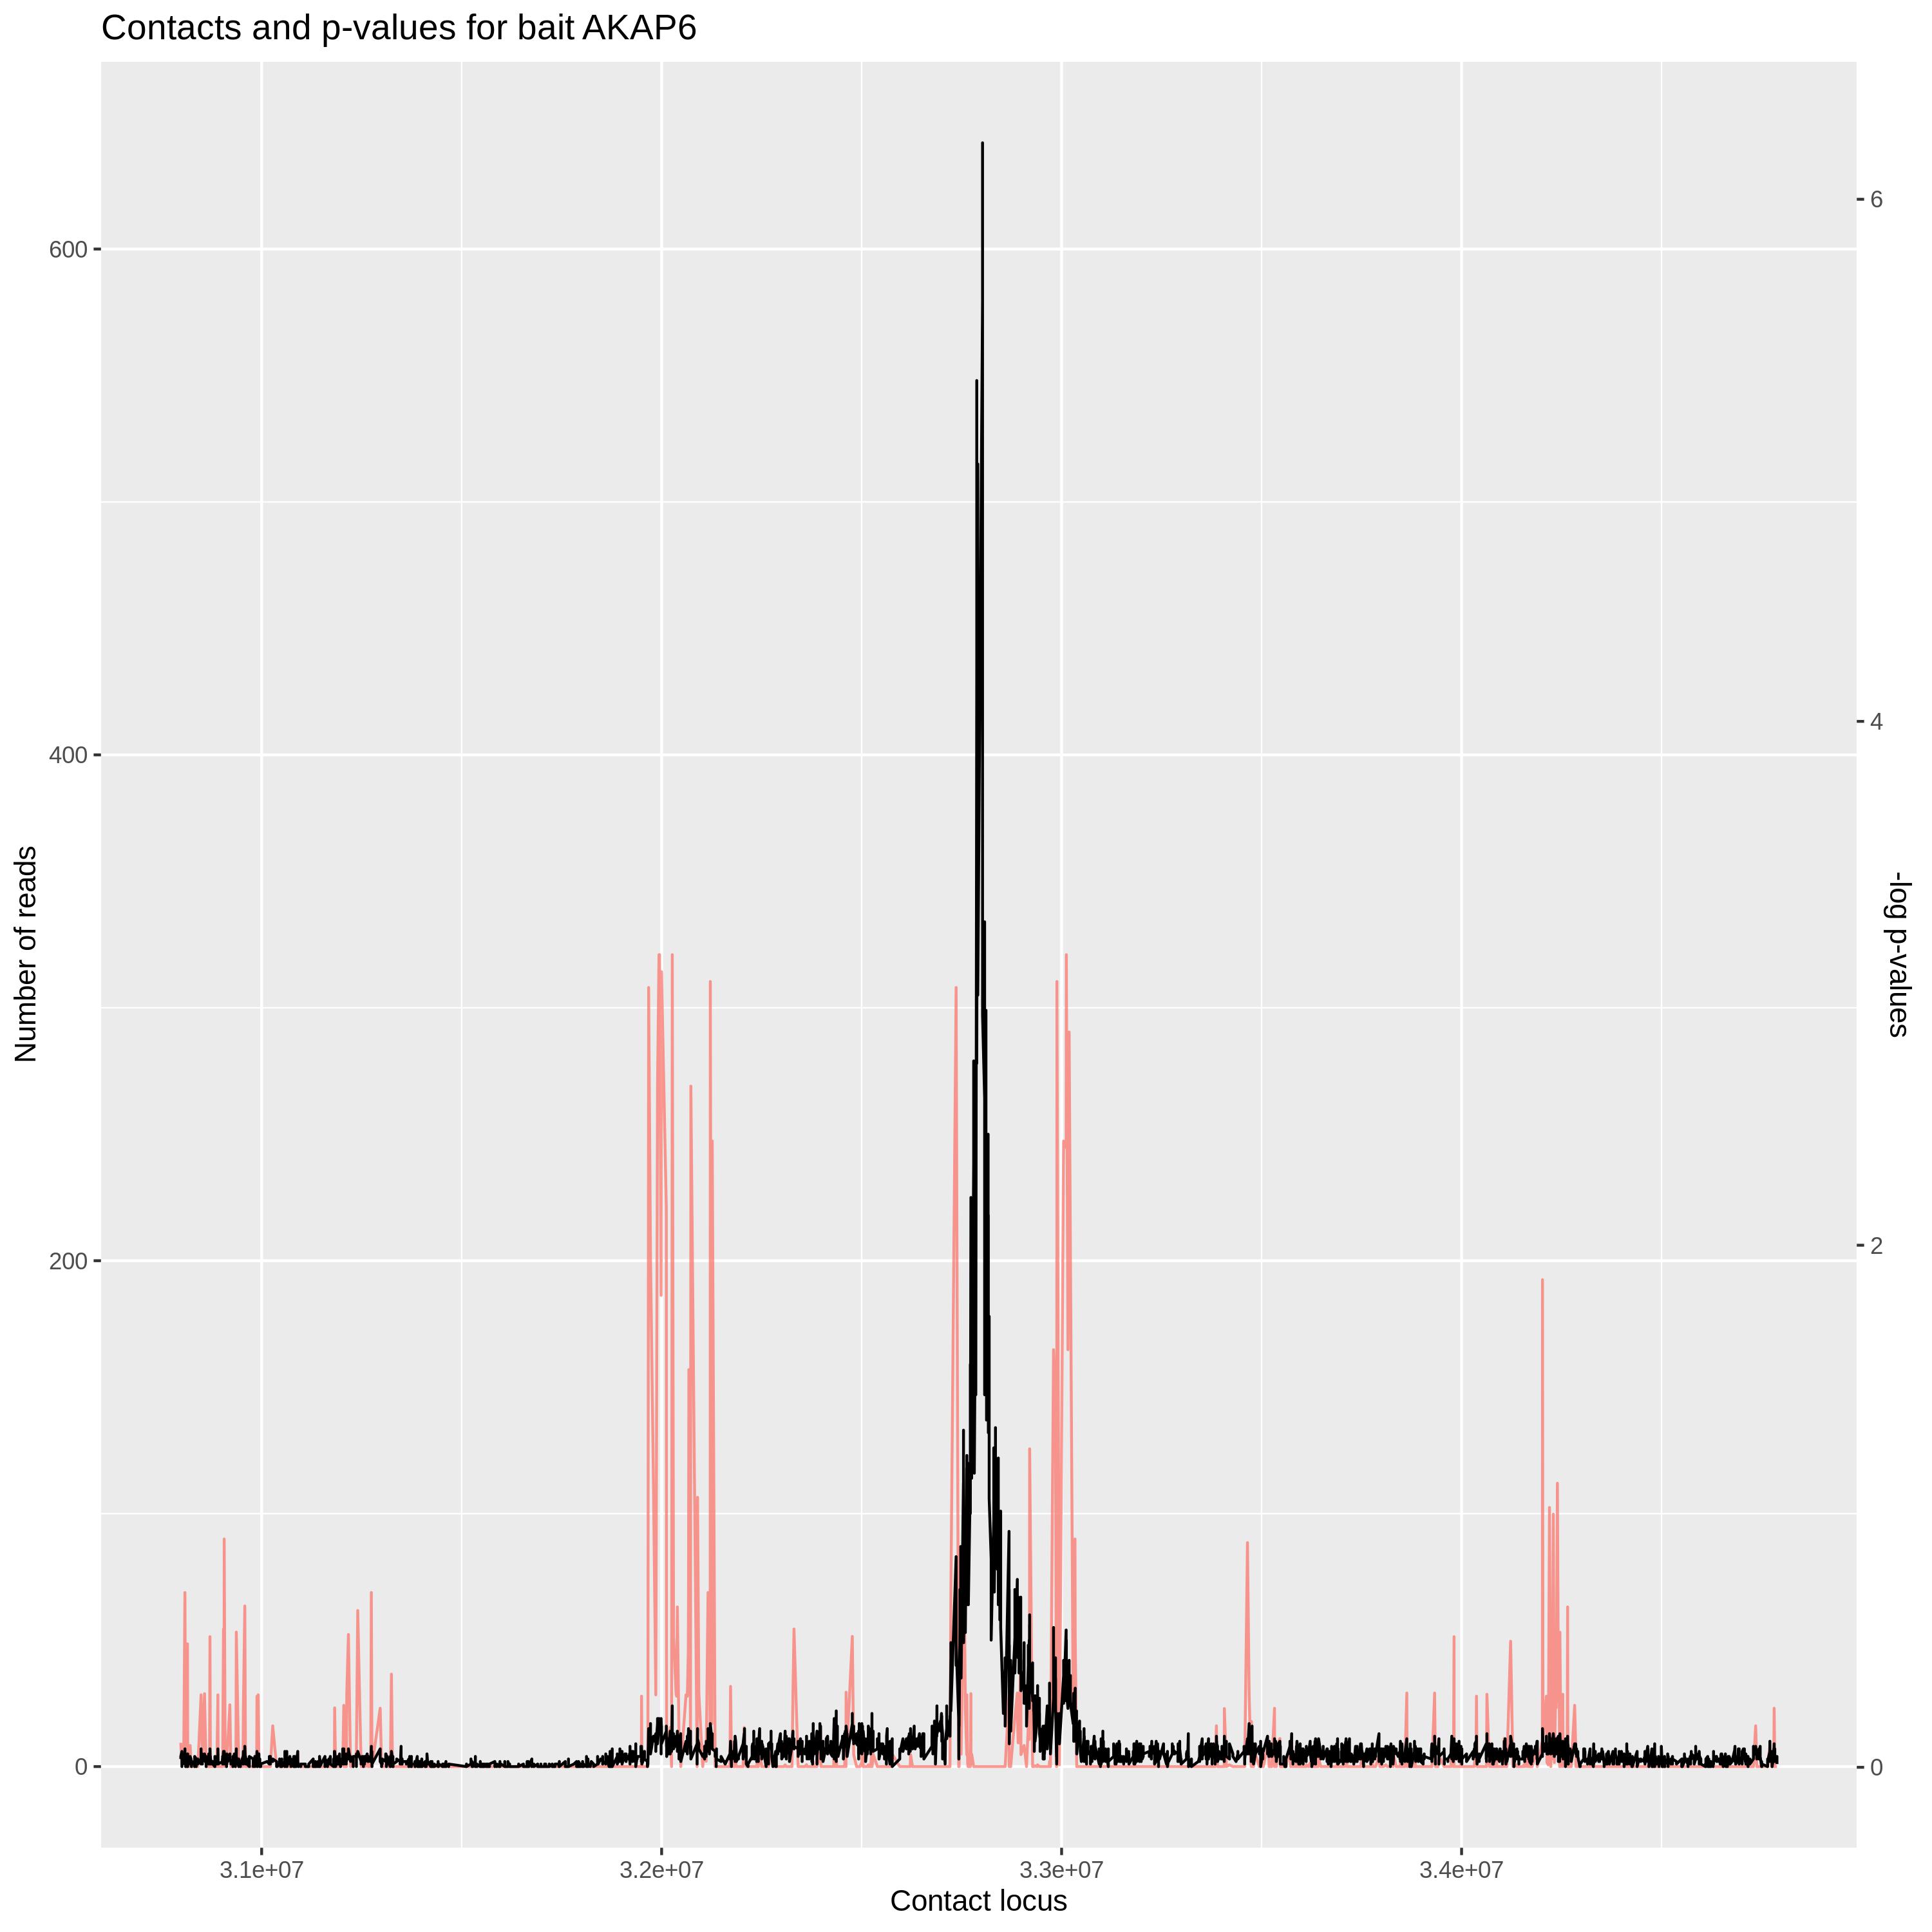 Contacts and p-values for bait AKAP6
600
400
200
0
6
4
2
0
Number of reads
-log p-values
3.1e+07
3.2e+07
3.3e+07
3.4e+07
Contact locus